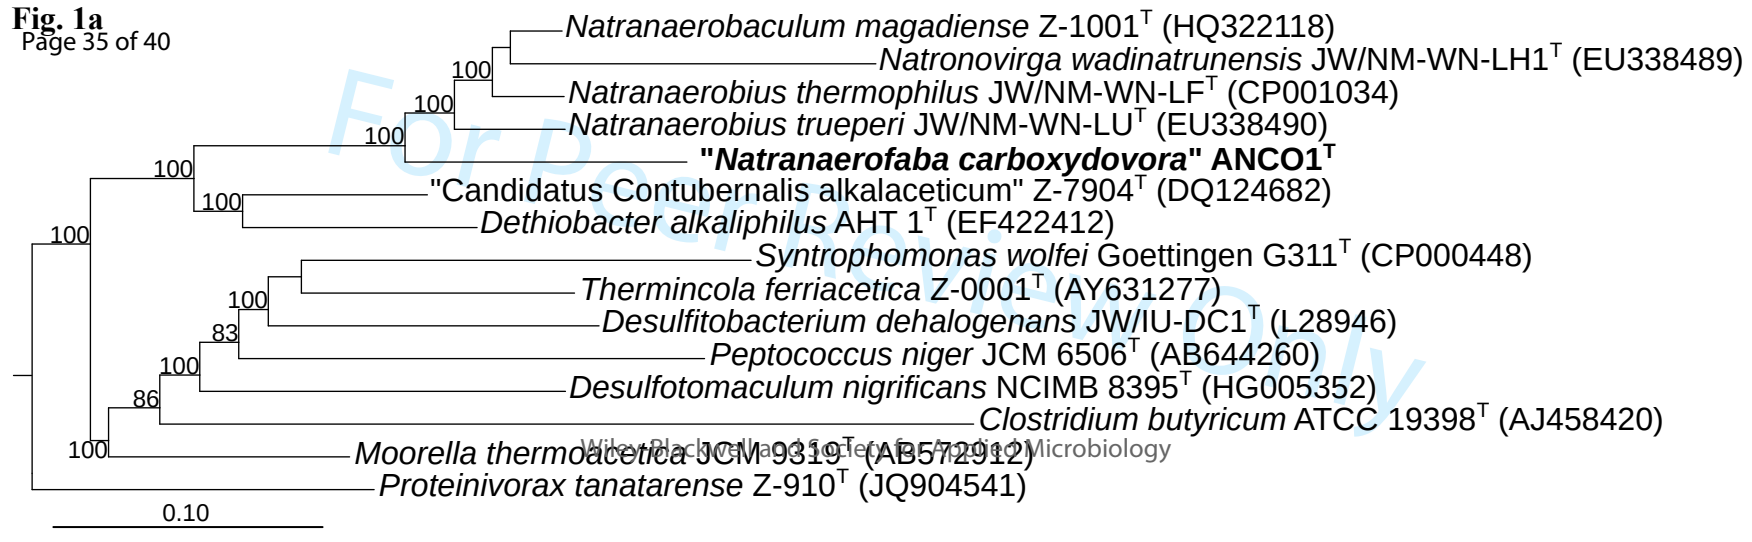 Fig. 1a
Page 35 of 40
Natranaerobaculum magadiense Z-1001T (HQ322118)
Natronovirga wadinatrunensis JW/NM-WN-LH1T (EU338489)
100
Natranaerobius thermophilus JW/NM-WN-LFT (CP001034)
100
Natranaerobius trueperi JW/NM-WN-LUT (EU338490)
100
"Natranaerofaba carboxydovora" ANCO1T
100
"Candidatus Contubernalis alkalaceticum" Z-7904T (DQ124682)
100
Dethiobacter alkaliphilus AHT 1T (EF422412)
100
Syntrophomonas wolfei Goettingen G311T (CP000448)
Thermincola ferriacetica Z-0001T (AY631277)
100
Desulfitobacterium dehalogenans JW/IU-DC1T (L28946)
83
Peptococcus niger JCM 6506T (AB644260)
100
Desulfotomaculum nigrificans NCIMB 8395T (HG005352)
86
Clostridium butyricum ATCC 19398T (AJ458420)
100
Moorella thermoacetica JCM 9319T (AB572912)
Wiley-Blackwell and Society for Applied Microbiology
Proteinivorax tanatarense Z-910T (JQ904541)
0.10
For Peer Review Only